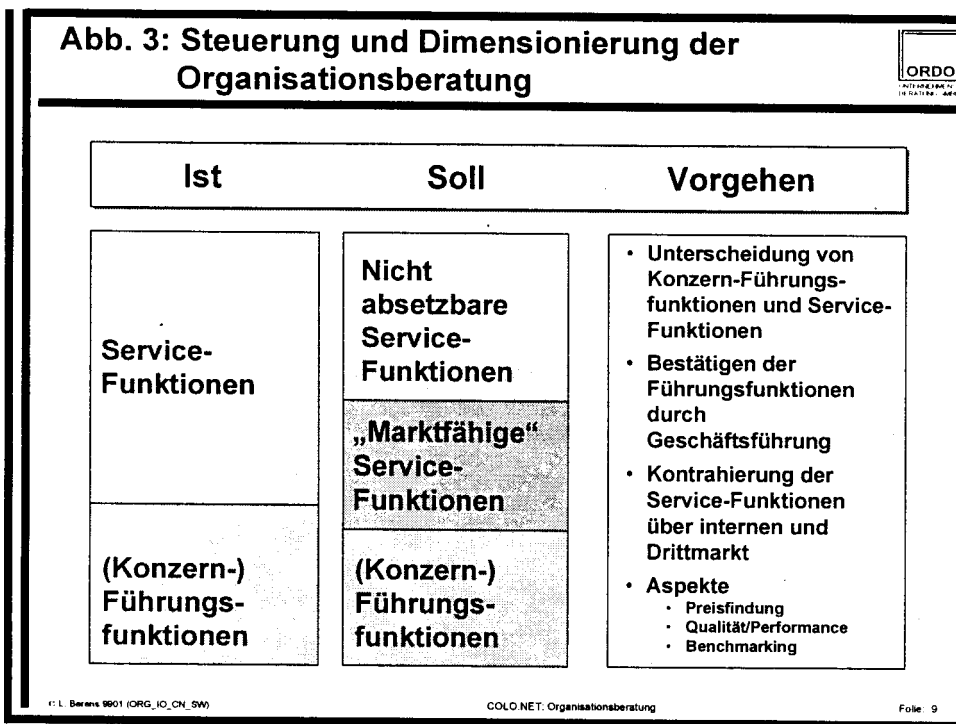 Abb. 3: Steuerung und Dimensionierung der
Organisationsberatung
ORDO
Ist
Soll
Vorgehen
Service-
Funktionen
(Konzern-)
Führungs-
funktionen
Nicht
absetzbare
Service-
Funktionen
„Marktfähige“
Service-
Funktionen
(Konzern-)
Führungs-
funktionen
• Unterscheidung von
Konzern-Führungs-
funktionen und Service-
Funktionen
• Bestätigen der
Führungsfunktionen
durch
Geschäftsführung
• Kontrahierung der
Service-Funktionen
über internen und
Drittmarkt
• Aspekte
• Preisfindung
• Qualität/Performance
• Benchmarking
L. Berens 9901 (ORG_IO_CN_SW)
COLO.NET: Organisationsberatung
Folie: 9